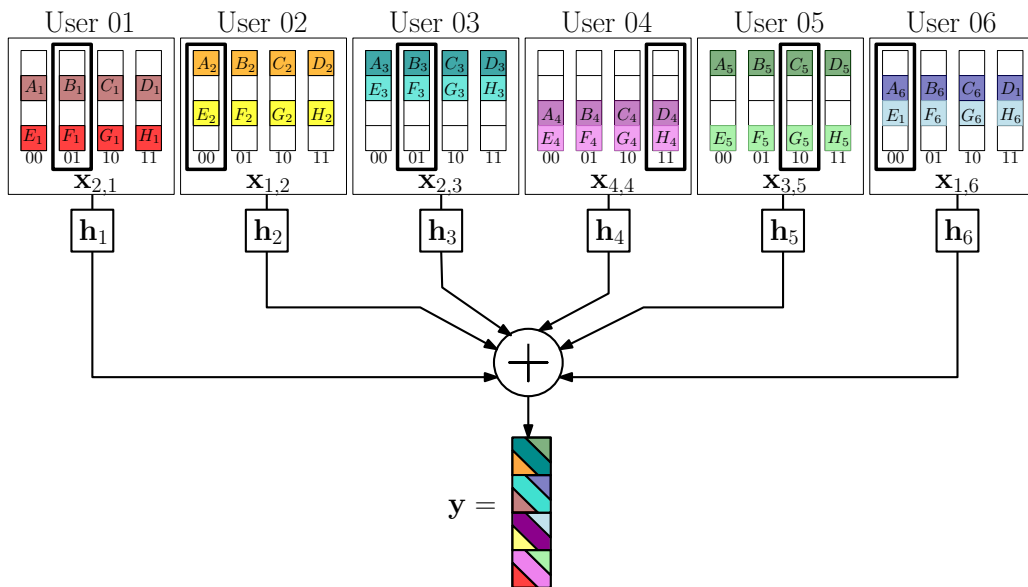 User 01 User 02 User 03 User 04 User 05 User 06
A₂ B₂ C₂ D₂ A₃ B₃ C₃ D₃ A₅ B₅ C₅ D₅
A₁ B₁ C₁ D₁ E₃ F₃ G₃ H₃ A₆ B₆ C₆ D₁
E₂ F₂ G₂ H₂ A₄ B₄ C₄ D₄ E₁ F₆ G₆ H₆
E₁ F₁ G₁ H₁ E₄ F₄ G₄ H₄ E₅ F₅ G₅ H₅
00 01 10 11 00 01 10 11 00 01 10 11 00 01 10 11 00 01 10 11 00 01 10 11
x₂,₁ x₁,₂ x₂,₃ x₄,₄ x₃,₅ x₁,₆
h₁ h₂ h₃ h₄ h₅ h₆
+
y =